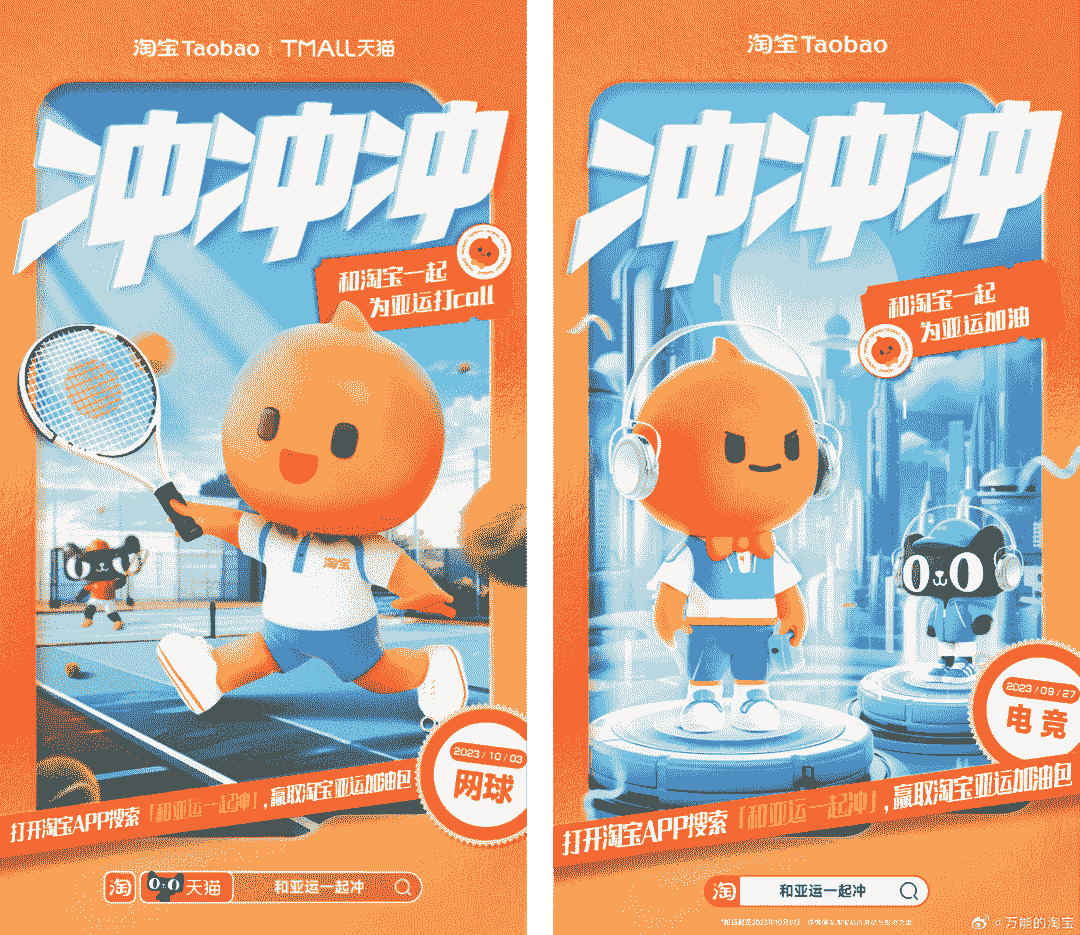 淘宝Taobao | TMALL天猫
冲冲冲
和淘宝一起
为亚运打call
淘宝
2023 / 10 / 03
网球
打开淘宝APP搜索「和亚运一起冲」,赢取淘宝亚运加油包
淘 天猫 和亚运一起冲
淘宝Taobao
冲冲冲
和淘宝一起
为亚运加油
2023 / 09 / 27
电竞
打开淘宝APP搜索「和亚运一起冲」,赢取淘宝亚运加油包
淘 和亚运一起冲
@万能的淘宝